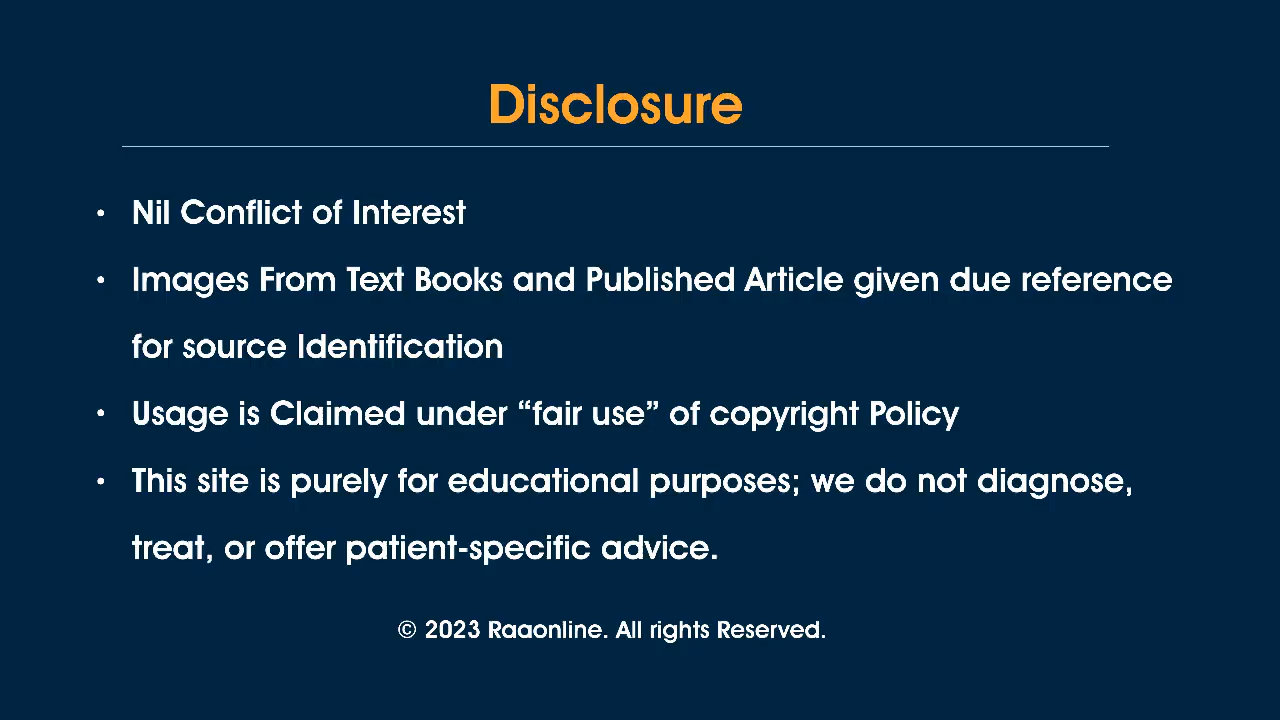 Disclosure
• Nil Conflict of Interest
• Images From Text Books and Published Article given due reference
for source Identification
• Usage is Claimed under “fair use” of copyright Policy
• This site is purely for educational purposes; we do not diagnose,
treat, or offer patient-specific advice.
© 2023 Raaonline. All rights Reserved.